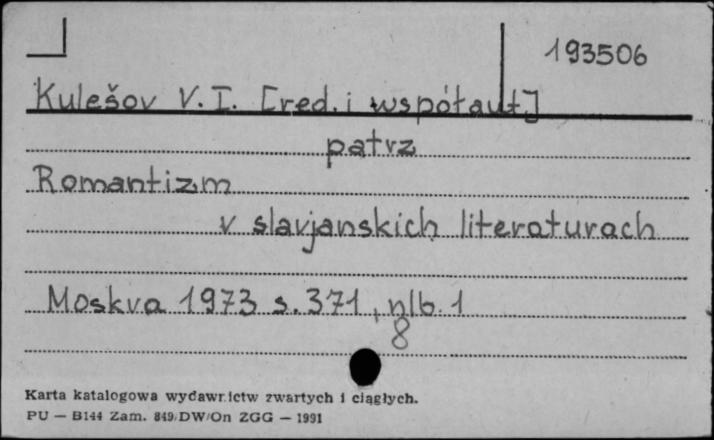 193506
Kulešov V. I. [red. i współaut]
patrz
Romantizm
v slavjanskich literaturach
Moskva 1973 s. 371, nlb. 1
8
Karta katalogowa wydawnictw zwartych i ciągłych.
PU — B144 Zam. 849/DW/On ZGG — 1991